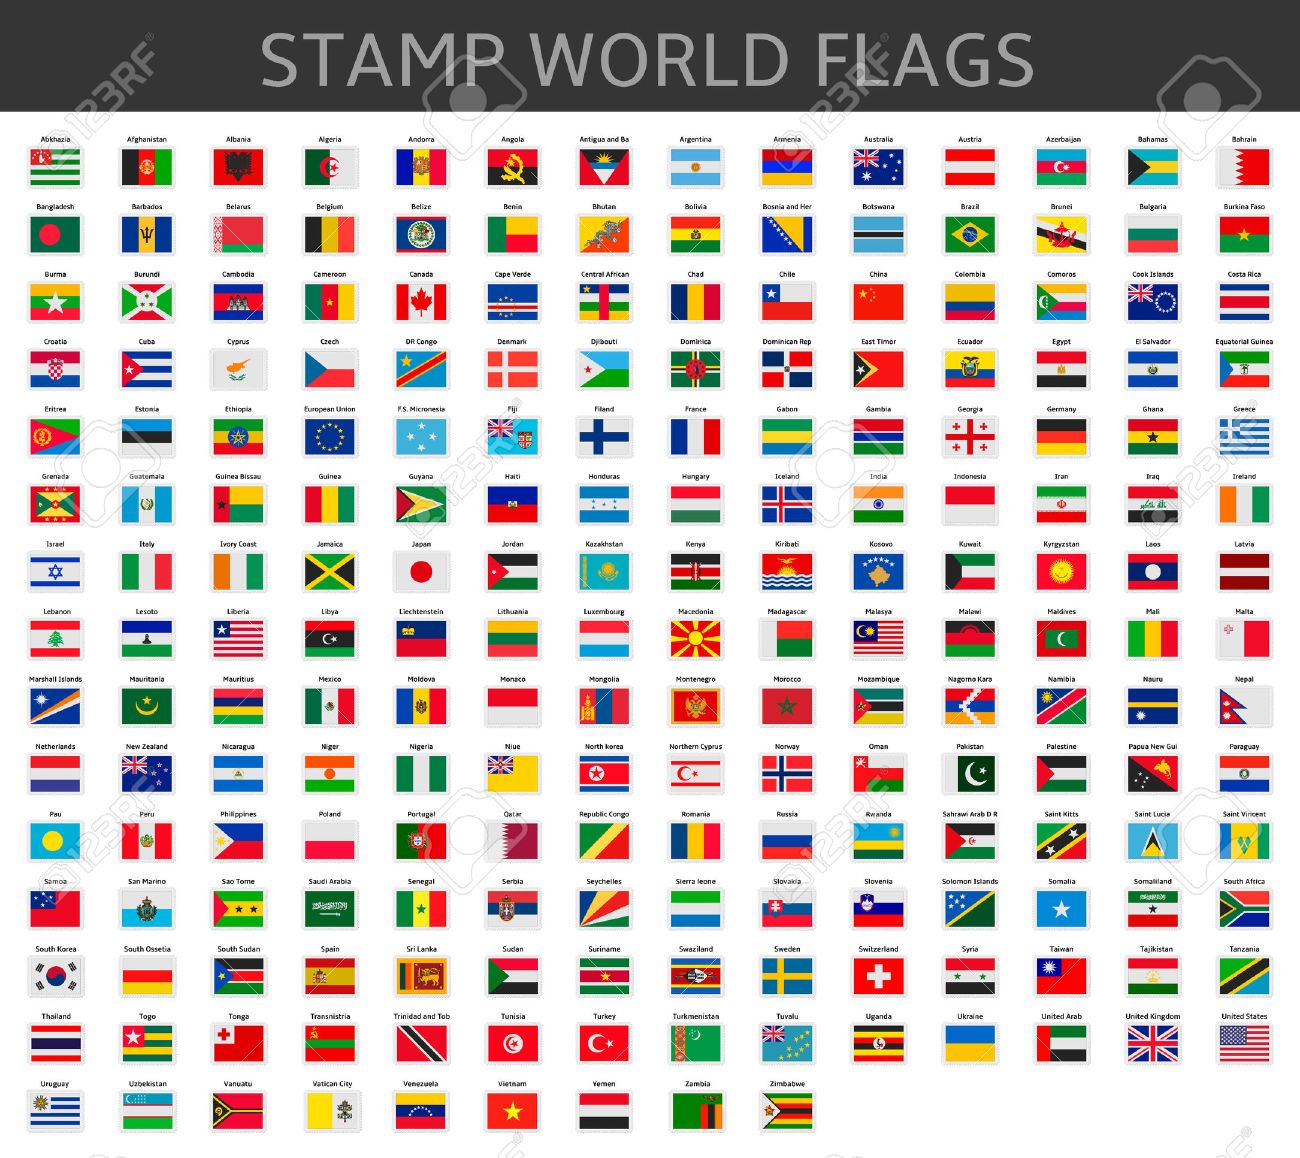 STAMP WORLD FLAGS
Abkhazia Afghanistan Albania Algeria Andorra Angola Antigua and Ba Argentina Armenia Australia Austria Azerbaijan Bahamas Bahrain
Bangladesh Barbados Belarus Belgium Belize Benin Bhutan Bolivia Bosnia and Her Botswana Brazil Brunei Bulgaria Burkina Faso
Burma Burundi Cambodia Cameroon Canada Cape Verde Central African Chad Chile China Colombia Comoros Cook Islands Costa Rica
Croatia Cuba Cyprus Czech DR Congo Denmark Djibouti Dominica Dominican Rep East Timor Ecuador Egypt El Salvador Equatorial Guinea
Eritrea Estonia Ethiopia European Union F.S. Micronesia Fiji Filand France Gabon Gambia Georgia Germany Ghana Greece
Grenada Guatemala Guinea Bissau Guinea Guyana Haiti Honduras Hungary Iceland India Indonesia Iran Iraq Ireland
Israel Italy Ivory Coast Jamaica Japan Jordan Kazakhstan Kenya Kiribati Kosovo Kuwait Kyrgyzstan Laos Latvia
Lebanon Lesoto Liberia Libya Liechtenstein Lithuania Luxembourg Macedonia Madagascar Malasya Malawi Maldives Mali Malta
Marshall Islands Mauritania Mauritius Mexico Moldova Monaco Mongolia Montenegro Morocco Mozambique Nagorno Kara Namibia Nauru Nepal
Netherlands New Zealand Nicaragua Niger Nigeria Niue North korea Northern Cyprus Norway Oman Pakistan Palestine Papua New Gui Paraguay
Pau Peru Philippines Poland Portugal Qatar Republic Congo Romania Russia Rwanda Sahrawi Arab D R Saint Kitts Saint Lucia Saint Vincent
Samoa San Marino Sao Tome Saudi Arabia Senegal Serbia Seychelles Sierra leone Slovakia Slovenia Solomon Islands Somalia Somaliland South Africa
South Korea South Ossetia South Sudan Spain Sri Lanka Sudan Suriname Swaziland Sweden Switzerland Syria Taiwan Tajikistan Tanzania
Thailand Togo Tonga Transnistria Trinidad and Tob Tunisia Turkey Turkmenistan Tuvalu Uganda Ukraine United Arab United Kingdom United States
Uruguay Uzbekistan Vanuatu Vatican City Venezuela Vietnam Yemen Zambia Zimbabwe